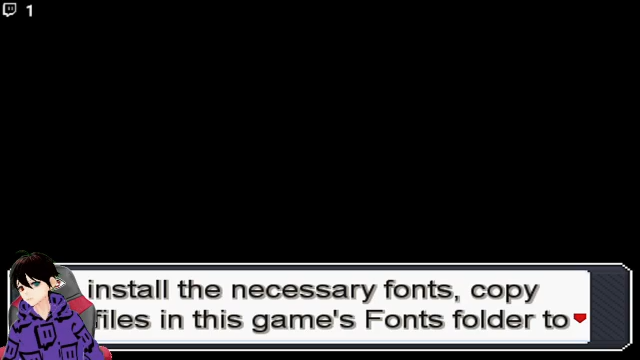 1
install the necessary fonts, copy
files in this game's Fonts folder to